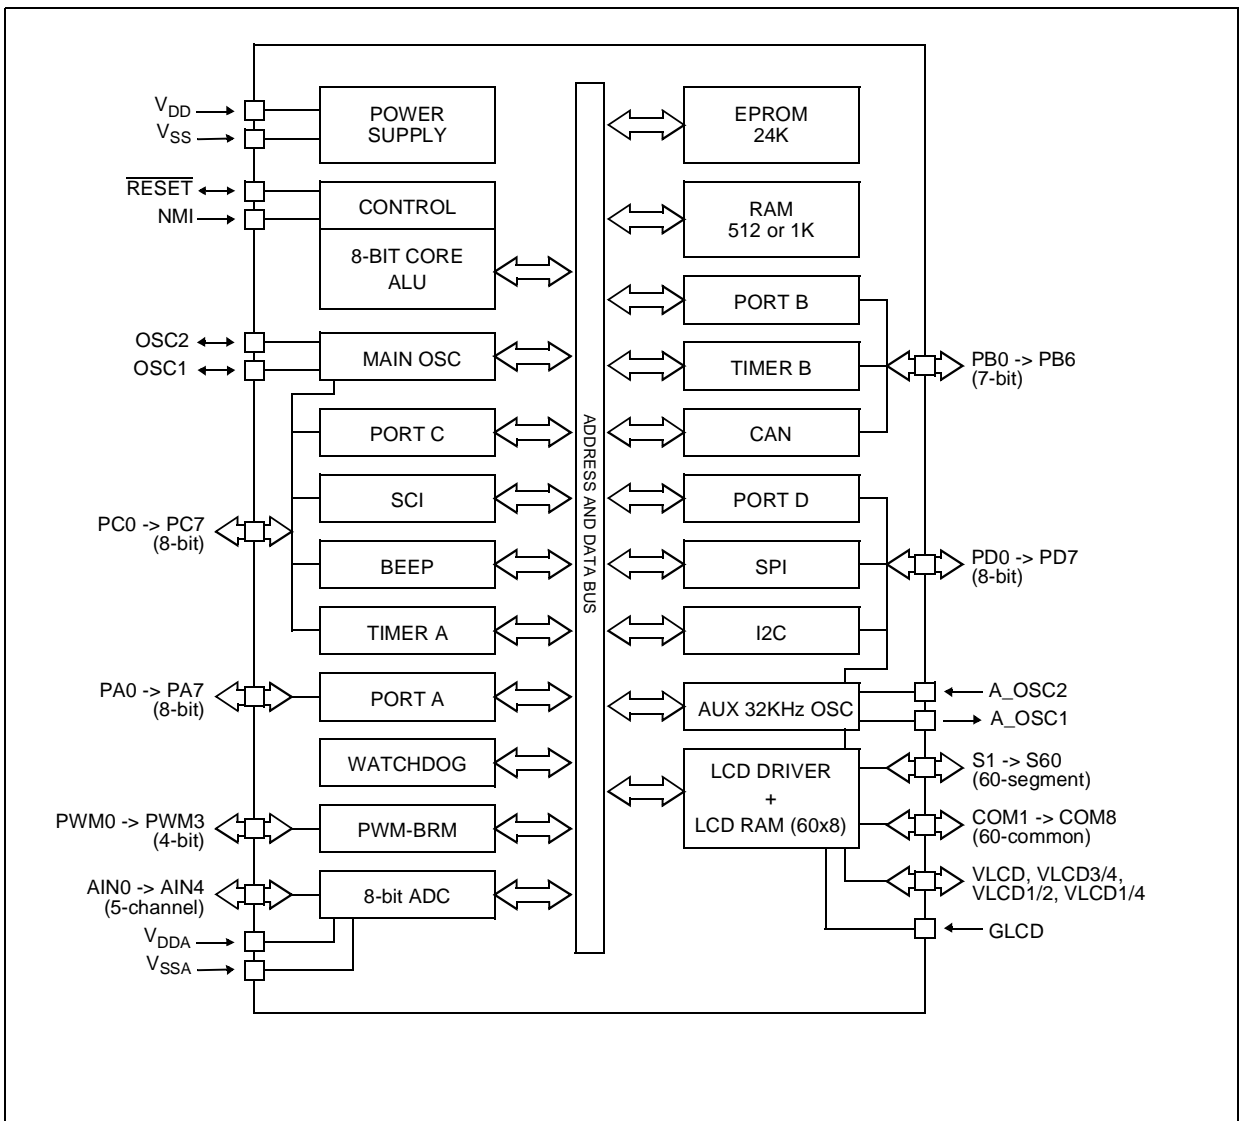 V_DD
V_SS
RESET
NMI
OSC2
OSC1
PC0 -> PC7
(8-bit)
PA0 -> PA7
(8-bit)
PWM0 -> PWM3
(4-bit)
AIN0 -> AIN4
(5-channel)
V_DDA
V_SSA
POWER
SUPPLY
CONTROL
8-BIT CORE
ALU
MAIN OSC
PORT C
SCI
BEEP
TIMER A
PORT A
WATCHDOG
PWM-BRM
8-bit ADC
ADDRESS AND DATA BUS
EPROM
24K
RAM
512 or 1K
PORT B
TIMER B
CAN
PORT D
SPI
I2C
AUX 32KHz OSC
LCD DRIVER
+
LCD RAM (60x8)
PB0 -> PB6
(7-bit)
PD0 -> PD7
(8-bit)
A_OSC2
A_OSC1
S1 -> S60
(60-segment)
COM1 -> COM8
(60-common)
VLCD, VLCD3/4,
VLCD1/2, VLCD1/4
GLCD